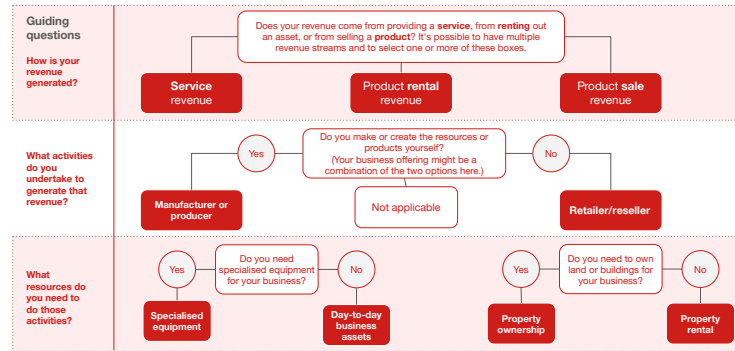 Guiding
questions
How is your
revenue
generated?
Does your revenue come from providing a service, from renting out
an asset, or from selling a product? It's possible to have multiple
revenue streams and to select one or more of these boxes.
Service
revenue
Product rental
revenue
Product sale
revenue
What activities
do you
undertake to
generate that
revenue?
Yes
Do you make or create the resources or
products yourself?
(Your business offering might be a
combination of the two options here.)
No
Manufacturer or
producer
Not applicable
Retailer/reseller
What
resources do
you need to
do those
activities?
Yes
Do you need
specialised equipment
for your business?
No
Specialised
equipment
Day-to-day
business
assets
Yes
Do you need to own
land or buildings for
your business?
No
Property
ownership
Property
rental